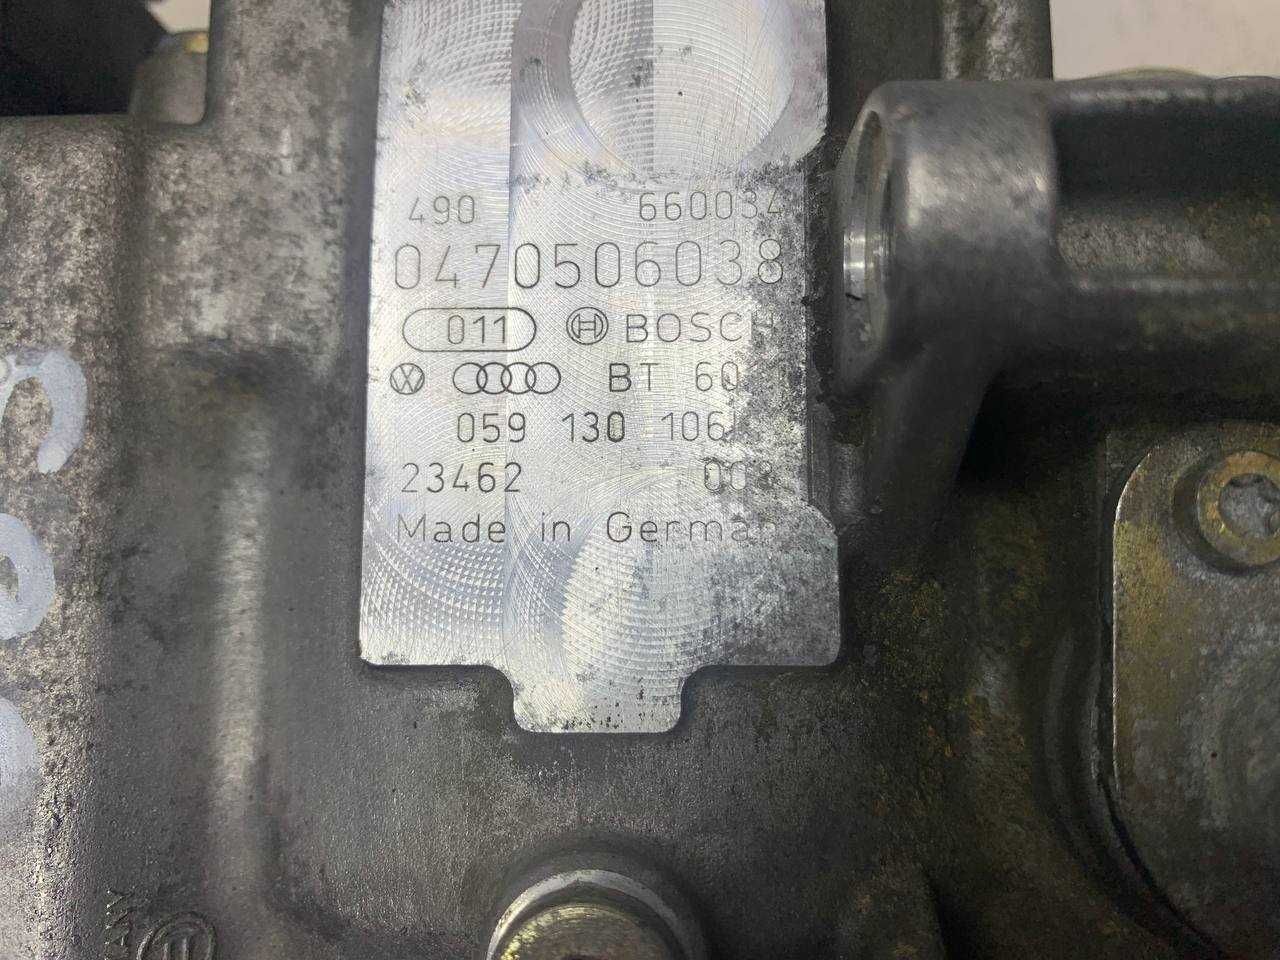 490 660034
0470506038
011 BOSCH
BT 60
059 130 106
23462
Made in German